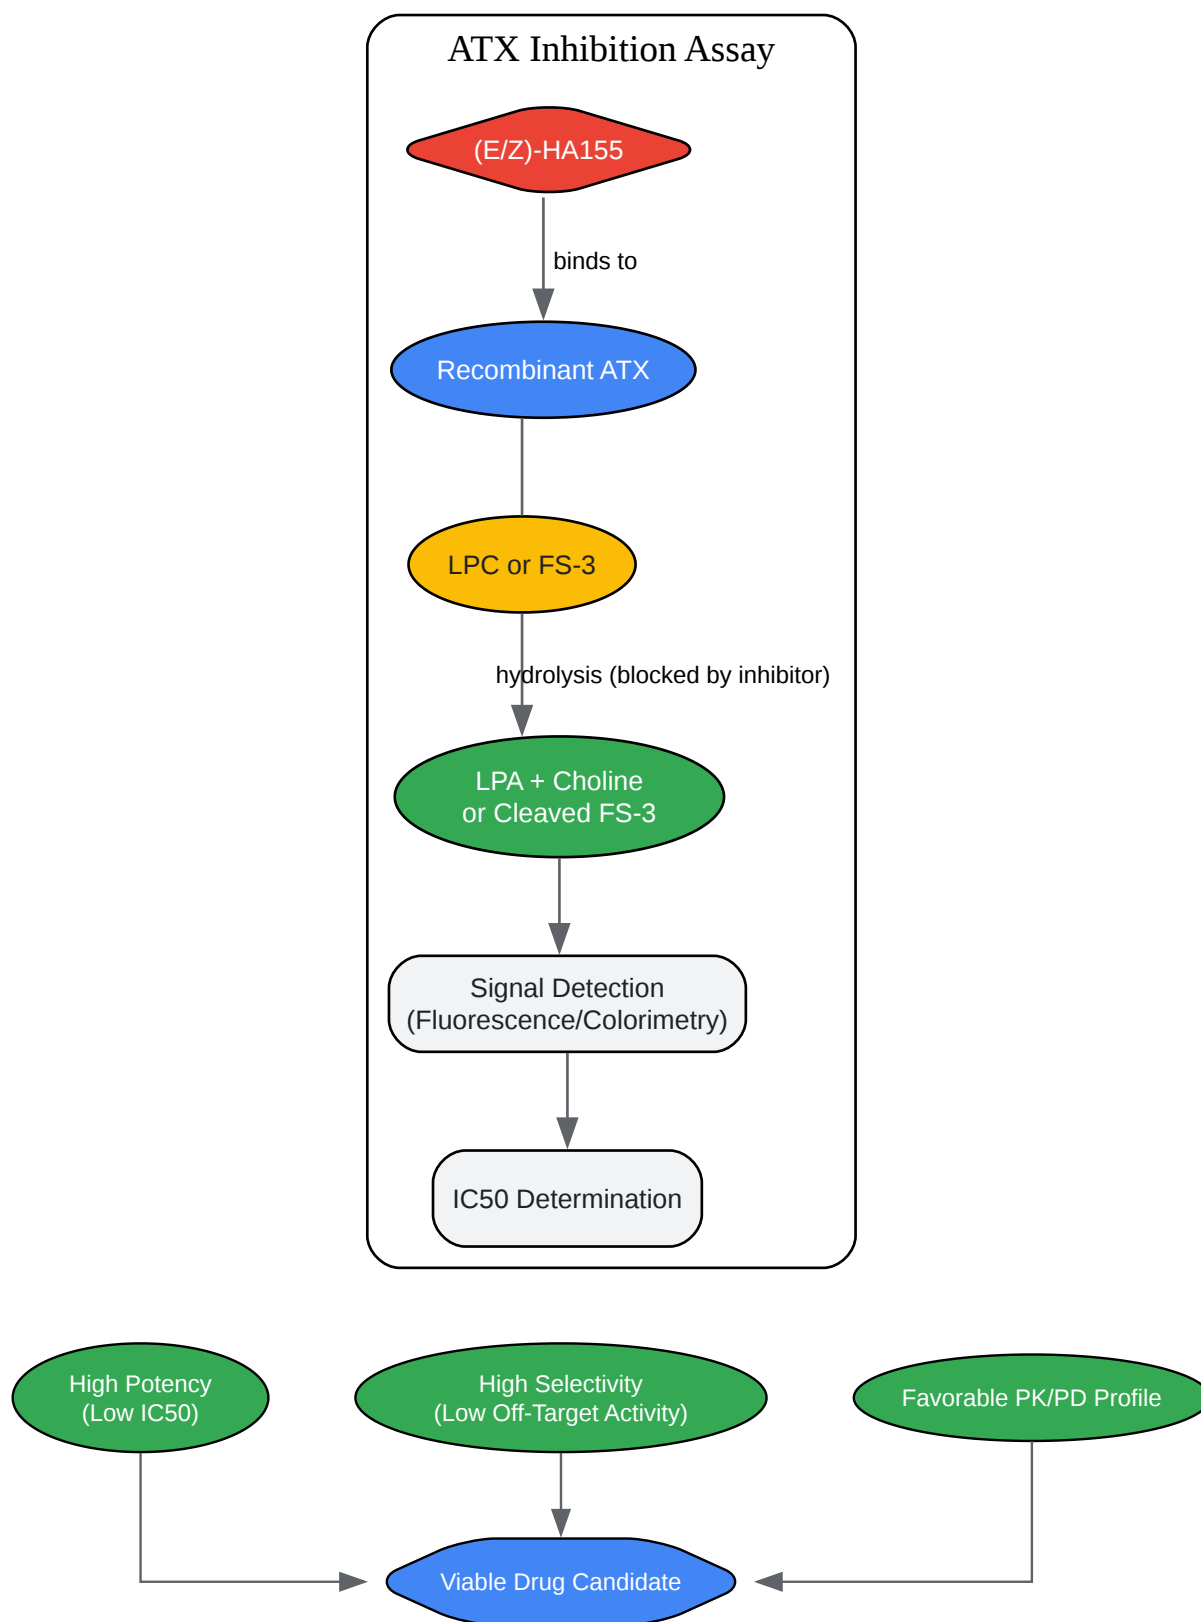 ATX Inhibition Assay
(E/Z)-HA155
binds to
Recombinant ATX
LPC or FS-3
hydrolysis (blocked by inhibitor)
LPA + Choline
or Cleaved FS-3
Signal Detection
(Fluorescence/Colorimetry)
IC50 Determination
High Potency
(Low IC50)
High Selectivity
(Low Off-Target Activity)
Favorable PK/PD Profile
Viable Drug Candidate